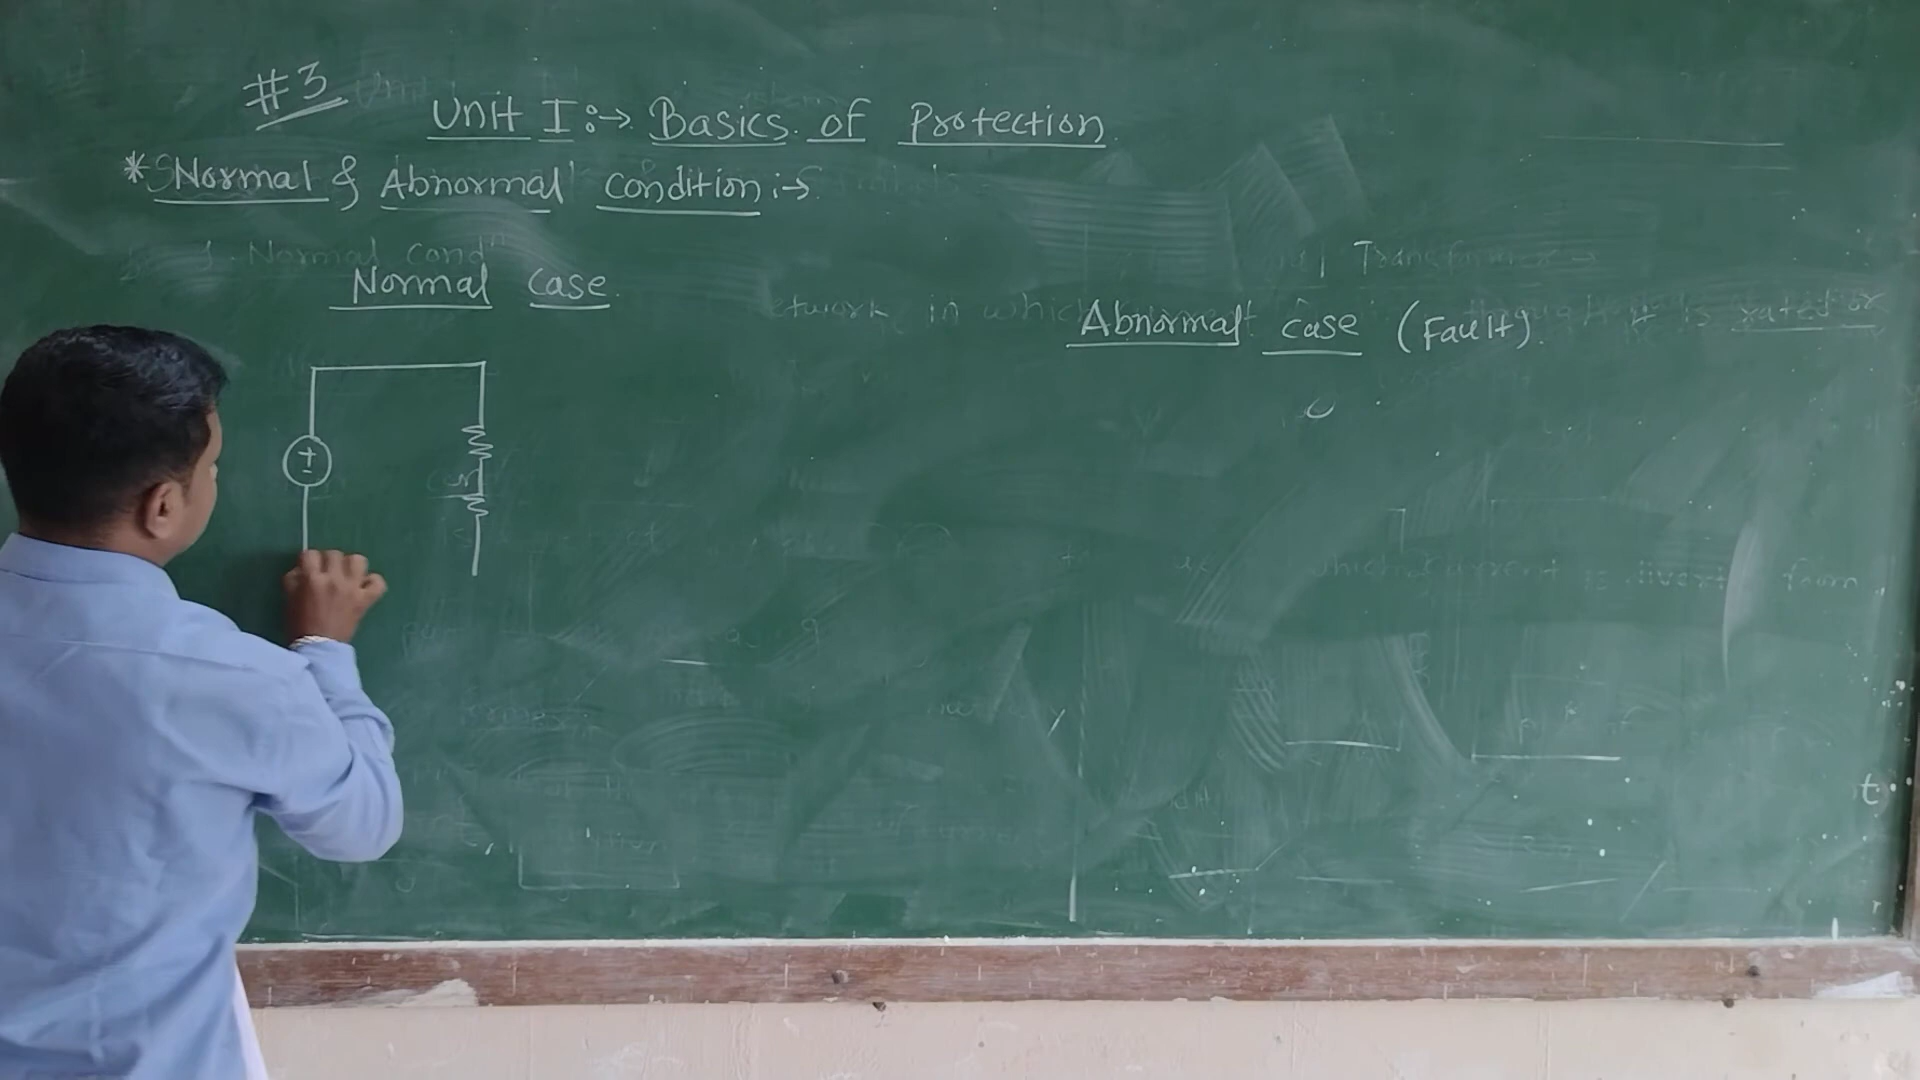 #3
Unit I:→ Basics of Protection
* Normal & Abnormal condition:→
Normal Case
Abnormal case (Fault).
+
-